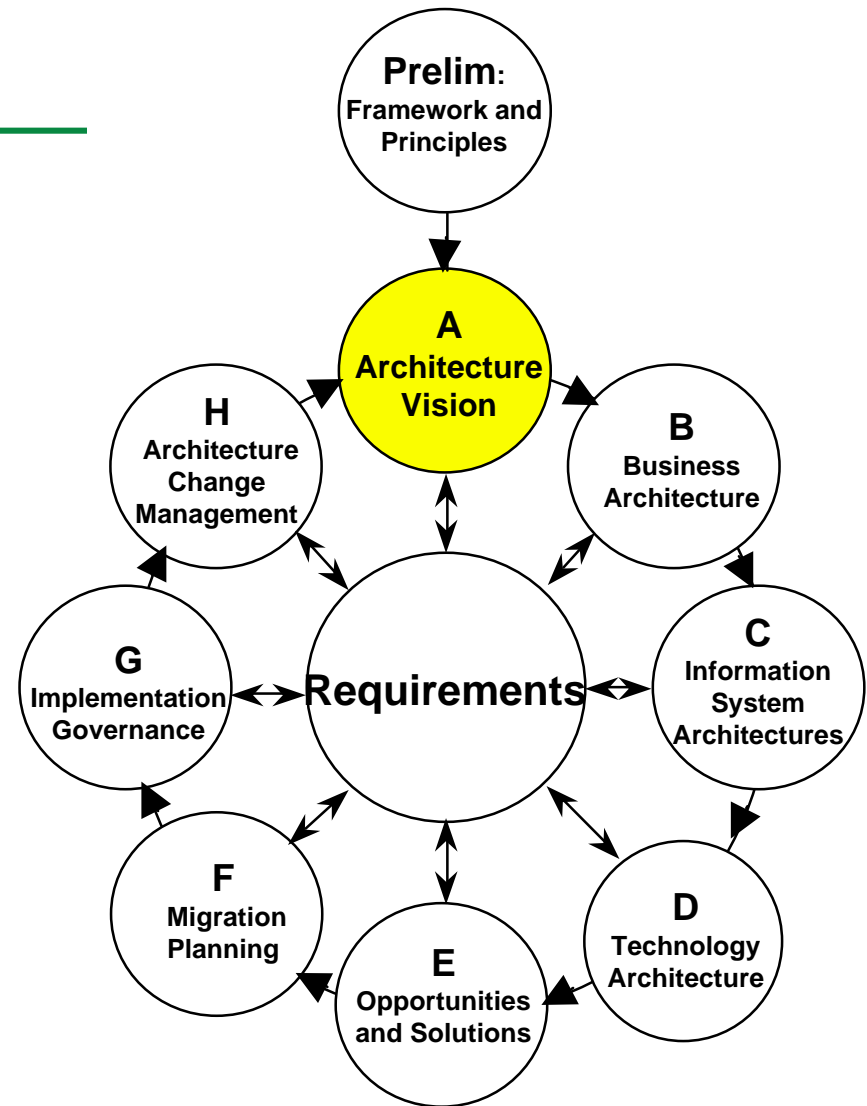 Prelim:
Framework and
Principles
A
Architecture
Vision
B
Business
Architecture
C
Information
System
Architectures
D
Technology
Architecture
E
Opportunities
and Solutions
F
Migration
Planning
G
Implementation
Governance
H
Architecture
Change
Management
Requirements